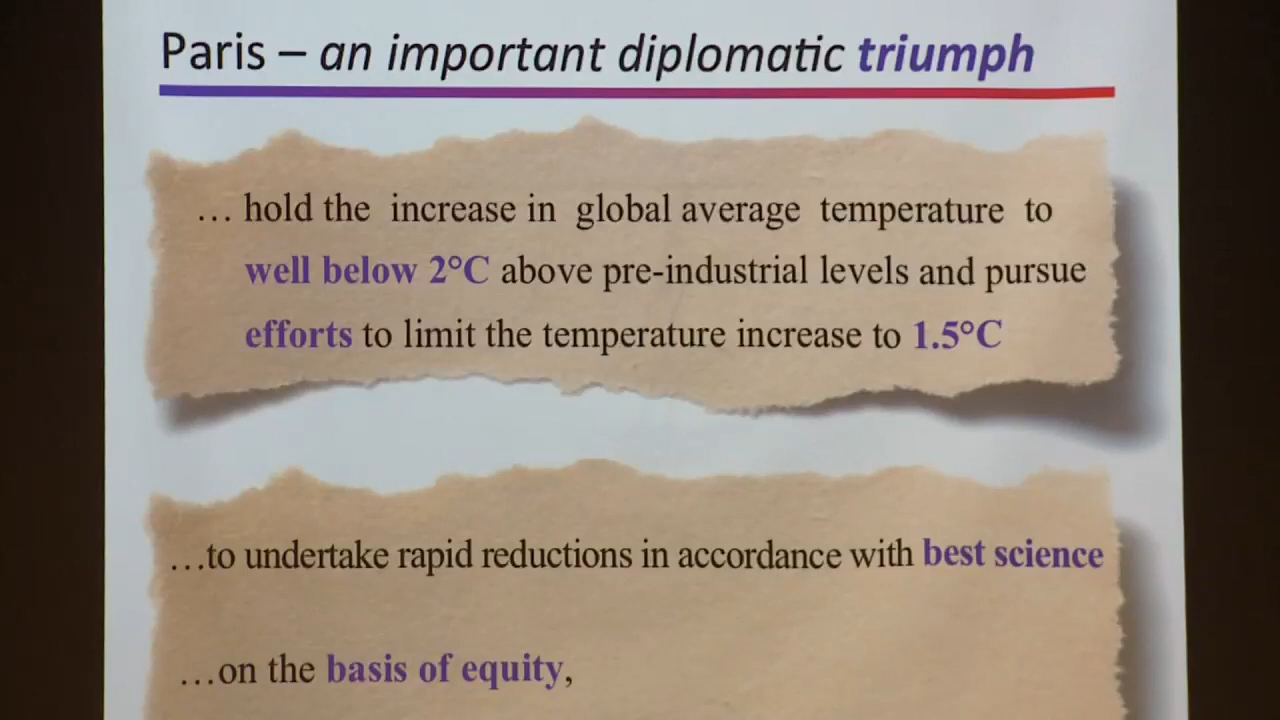 Paris – an important diplomatic triumph
… hold the increase in global average temperature to
well below 2°C above pre-industrial levels and pursue
efforts to limit the temperature increase to 1.5°C
…to undertake rapid reductions in accordance with best science
…on the basis of equity,